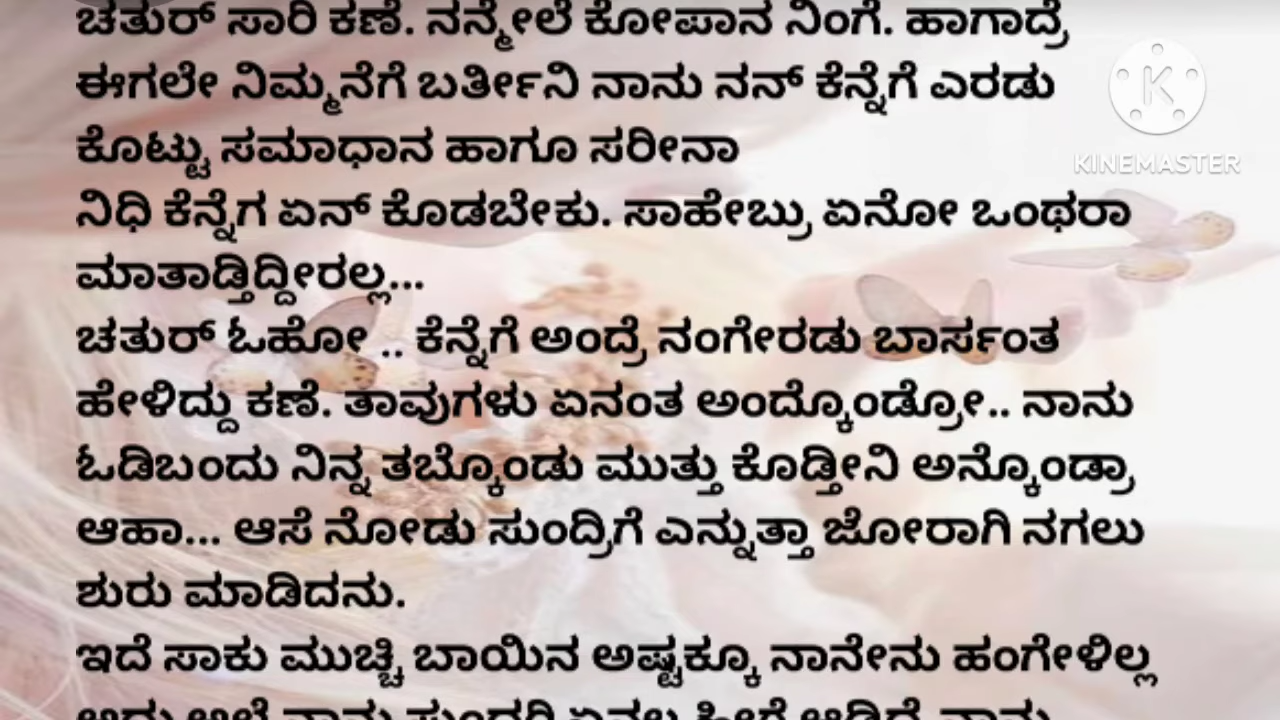 ಚತುರ್ ಸಾರಿ ಕಣೆ. ನನ್ಮೇಲೆ ಕೋಪಾನ ನಿಂಗೆ. ಹಾಗಾದ್ರೆ
ಈಗಲೇ ನಿಮ್ಮನೆಗೆ ಬರ್ತೀನಿ ನಾನು ನನ್ ಕೆನ್ನೆಗೆ ಎರಡು
ಕೊಟ್ಟು ಸಮಾಧಾನ ಹಾಗೂ ಸರೀನಾ
ನಿಧಿ ಕೆನ್ನೆಗ ಏನ್ ಕೊಡಬೇಕು. ಸಾಹೇಬ್ರು ಏನೋ ಒಂಥರಾ
ಮಾತಾಡ್ತಿದ್ದೀರಲ್ಲ...
ಚತುರ್ ಓಹೋ .. ಕೆನ್ನೆಗೆ ಅಂದ್ರೆ ನಂಗೇರಡು ಬಾರ್ಸಂತ
ಹೇಳಿದ್ದು ಕಣೆ. ತಾವುಗಳು ಏನಂತ ಅಂದ್ಕೊಂಡ್ರೋ.. ನಾನು
ಓಡಿಬಂದು ನಿನ್ನ ತಬ್ಕೊಂಡು ಮುತ್ತು ಕೊಡ್ತೀನಿ ಅನ್ಕೊಂಡ್ರಾ
ಆಹಾ... ಆಸೆ ನೋಡು ಸುಂದ್ರಿಗೆ ಎನ್ನುತ್ತಾ ಜೋರಾಗಿ ನಗಲು
ಶುರು ಮಾಡಿದನು.
ಇದೆ ಸಾಕು ಮುಚ್ಚಿ ಬಾಯಿನ ಅಷ್ಟಕ್ಕೂ ನಾನೇನು ಹಂಗೇಳಿಲ್ಲ
KINEMASTER